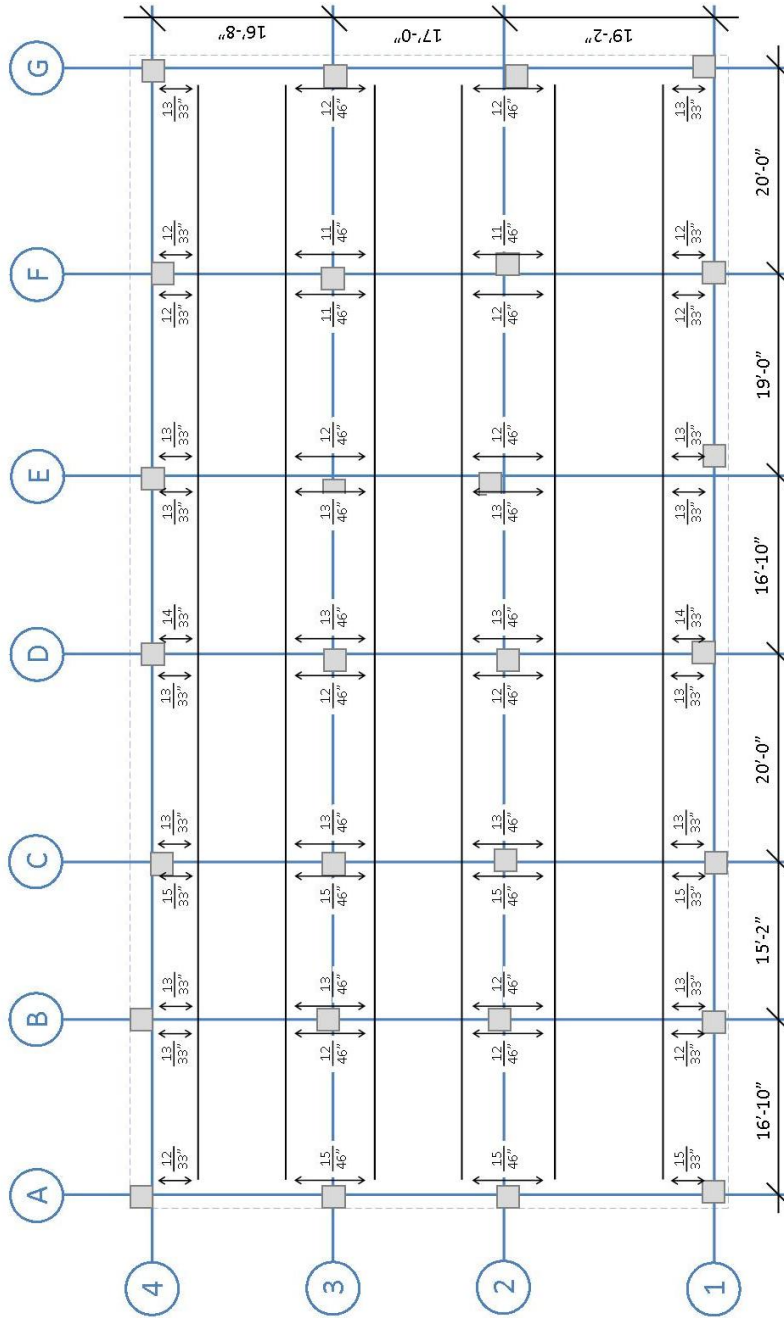 A B C D E F G
4
12 13 13 15 13 13 14 13 13 12 12 13
33” 33” 33” 33” 33” 33” 33” 33” 33” 33” 33” 33”
16’-8”
3
15 12 13 15 13 12 13 13 12 11 11 12
46” 46” 46” 46” 46” 46” 46” 46” 46” 46” 46” 46”
17’-0”
2
15 12 12 15 13 12 13 13 12 12 11 12
46” 46” 46” 46” 46” 46” 46” 46” 46” 46” 46” 46”
19’-2”
1
15 12 13 15 13 13 14 13 13 12 12 13
33” 33” 33” 33” 33” 33” 33” 33” 33” 33” 33” 33”
16’-10” 15’-2” 20’-0” 16’-10” 19’-0” 20’-0”